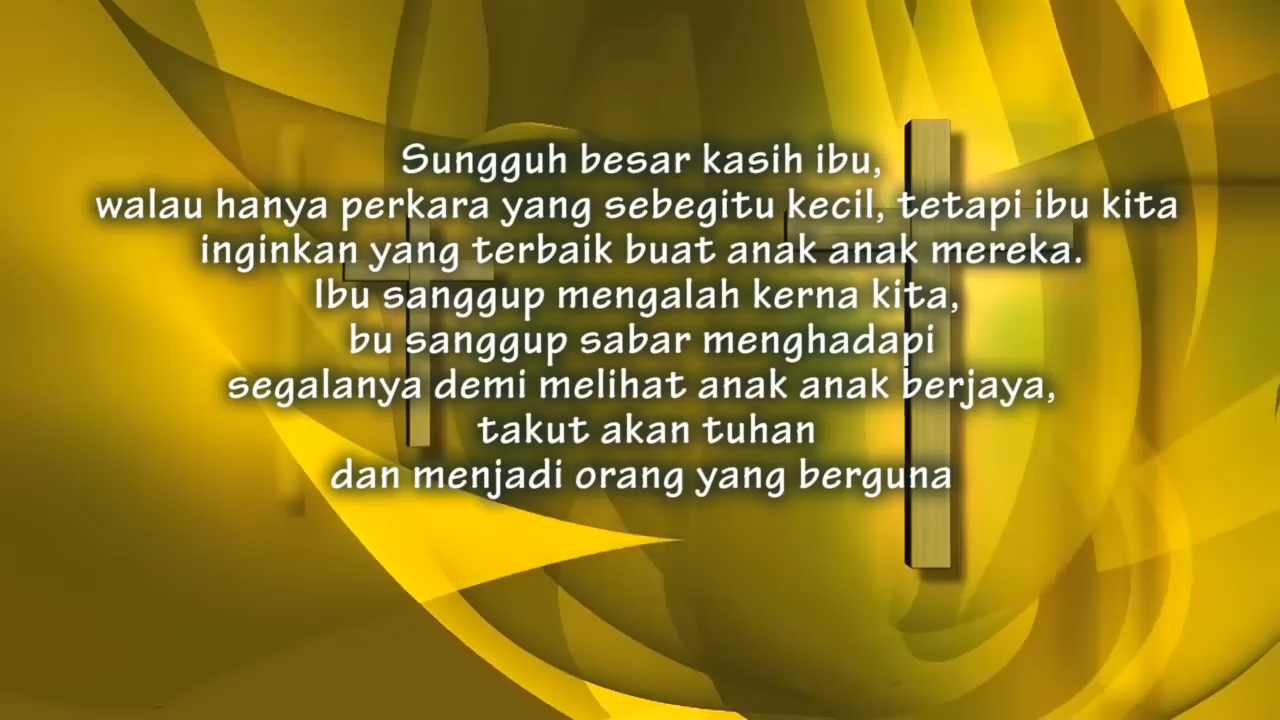 Sungguh besar kasih ibu,
walau hanya perkara yang sebegitu kecil, tetapi ibu kita
inginkan yang terbaik buat anak anak mereka.
Ibu sanggup mengalah kerna kita,
bu sanggup sabar menghadapi
segalanya demi melihat anak anak berjaya,
takut akan tuhan
dan menjadi orang yang berguna